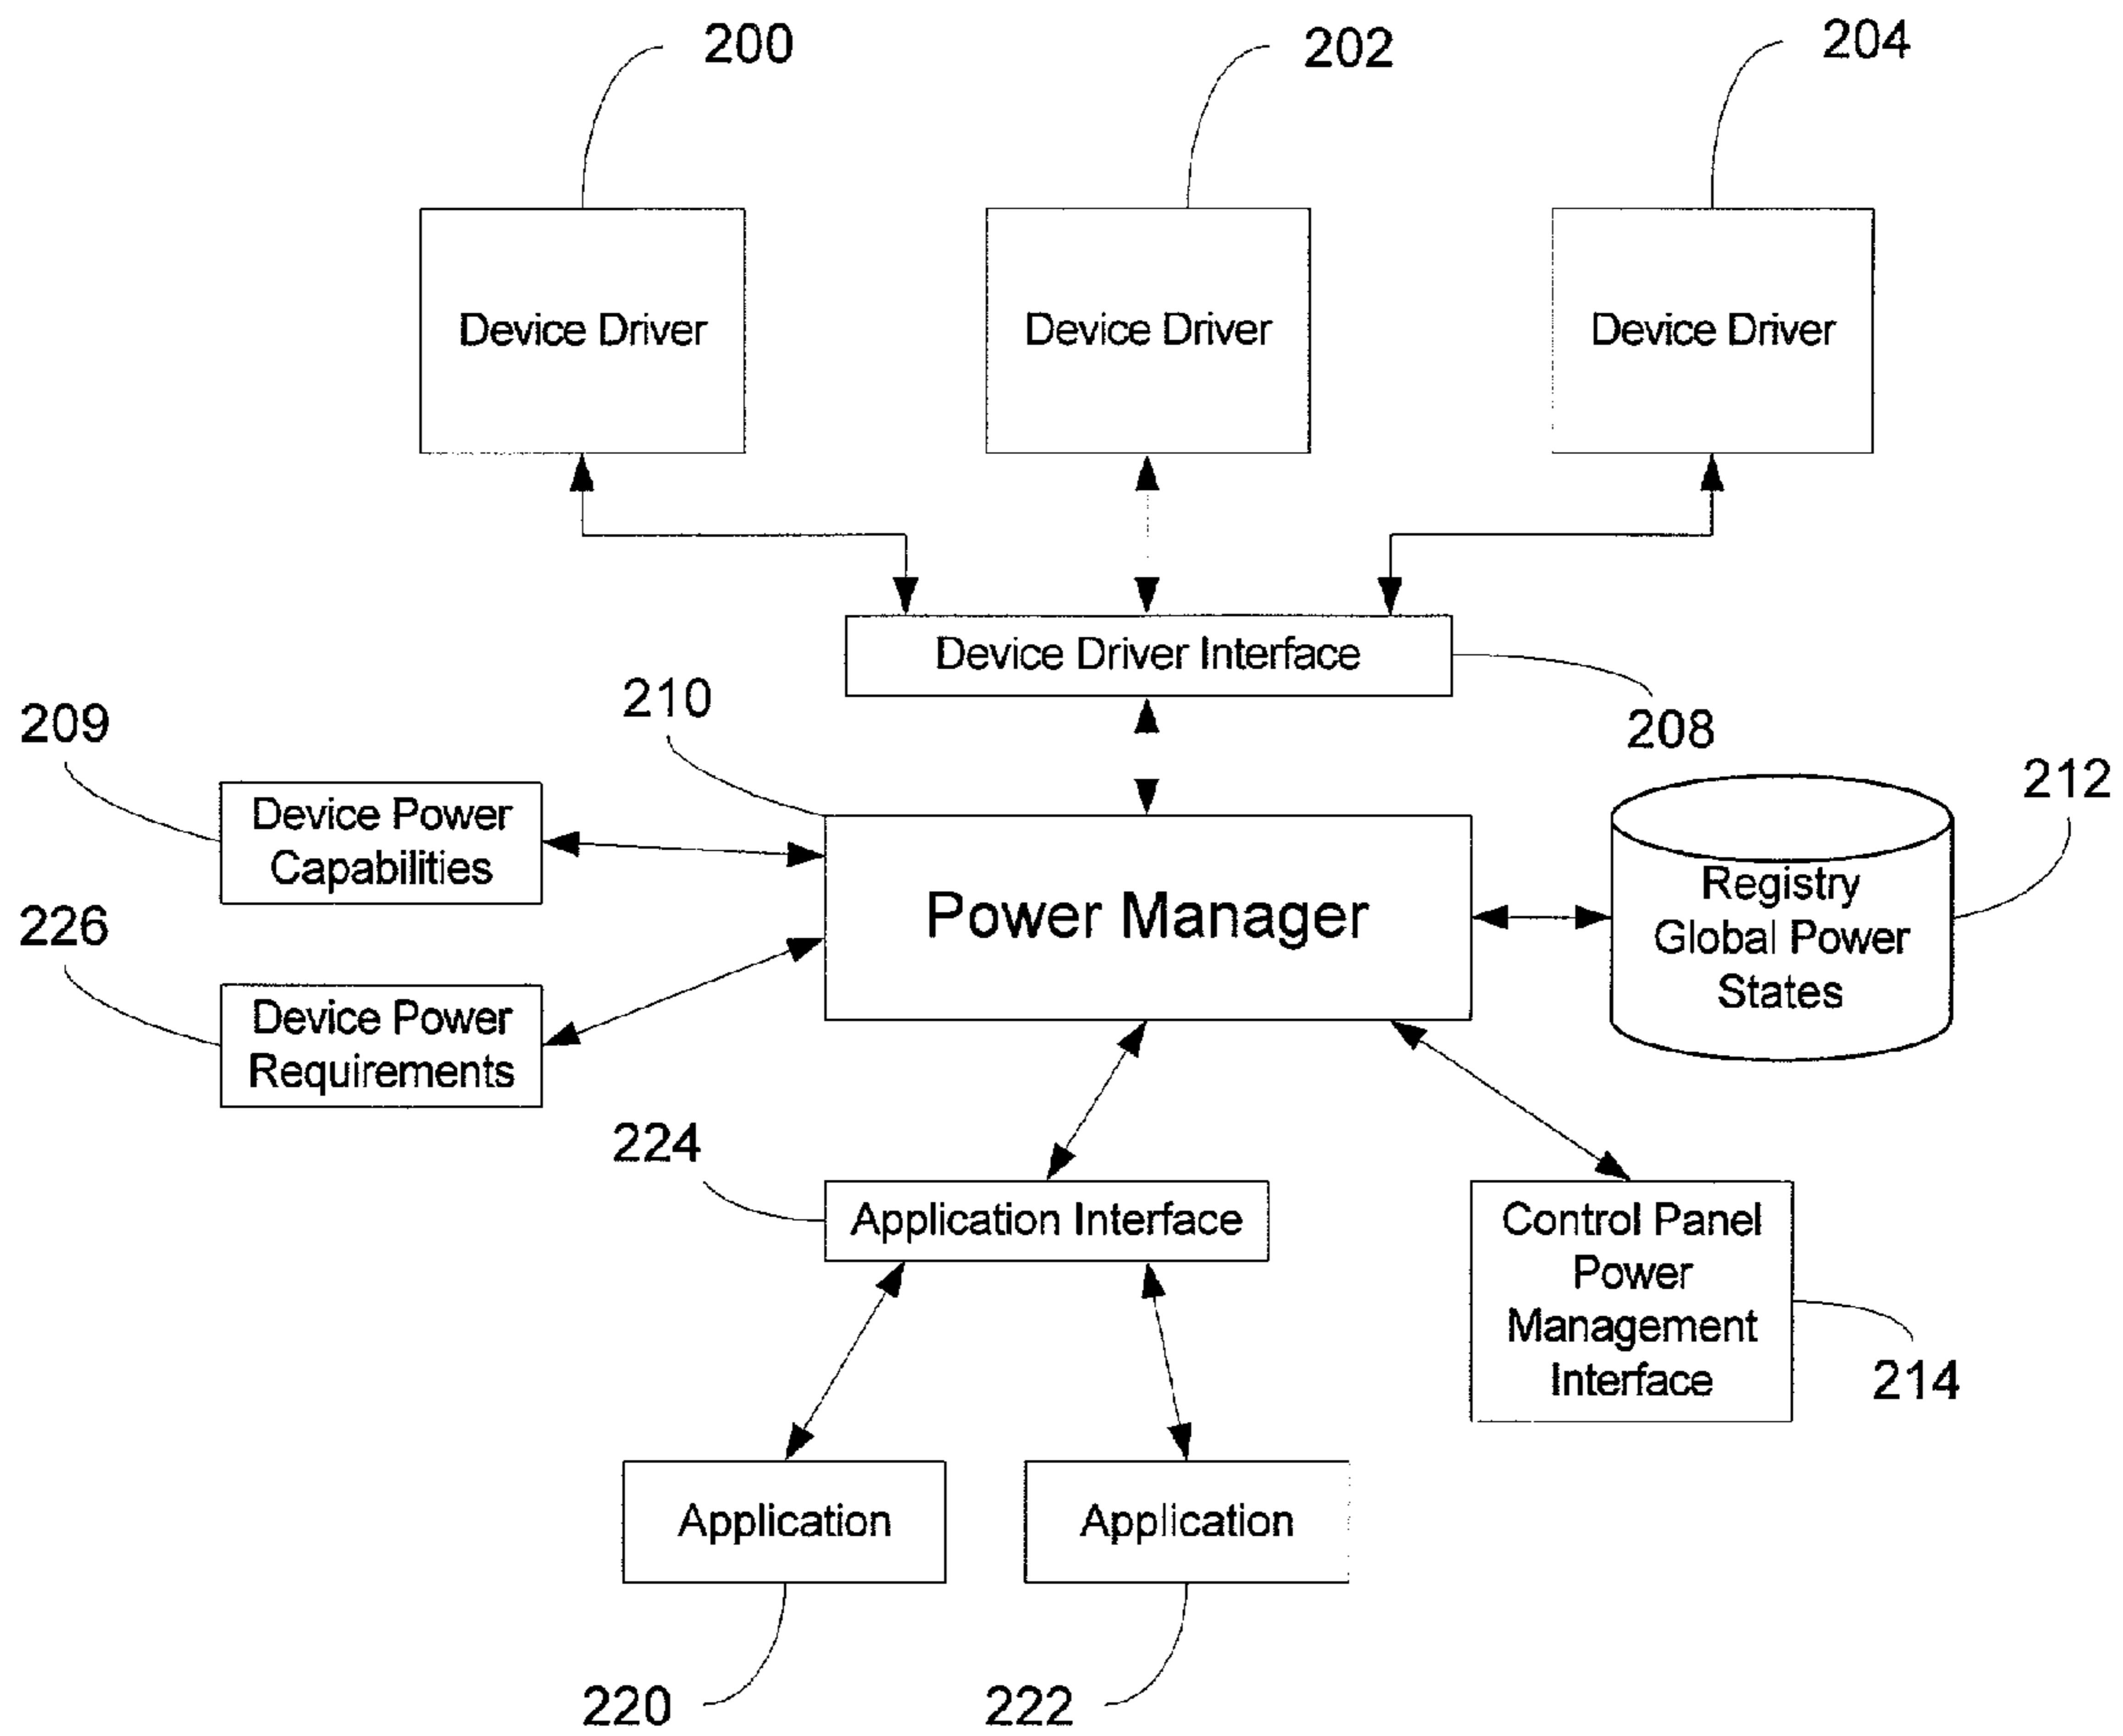 200
202
204
Device Driver
Device Driver
Device Driver
Device Driver Interface
208
210
209
Device Power
Capabilities
226
Device Power
Requirements
Power Manager
212
Registry
Global Power
States
224
Application Interface
Control Panel
Power
Management
Interface
214
Application
Application
220
222